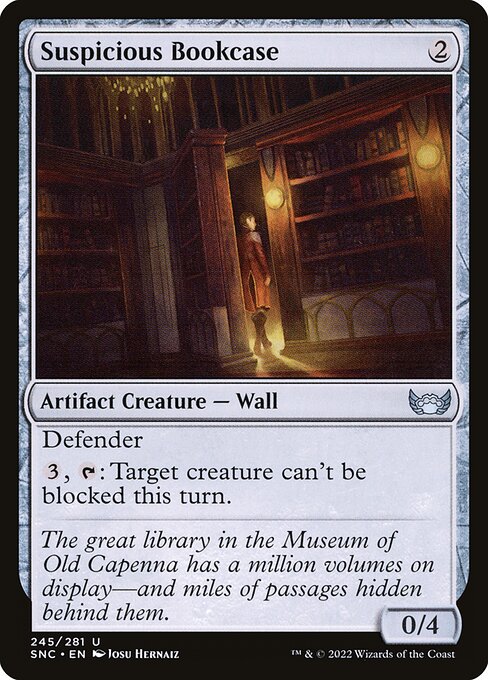 Suspicious Bookcase 2
Artifact Creature — Wall
Defender
3, T: Target creature can't be
blocked this turn.
The great library in the Museum of
Old Capenna has a million volumes on
display—and miles of passages hidden
behind them.
0/4
245/281 U
SNC • EN Josu Hernaiz
™ & © 2022 Wizards of the Coast